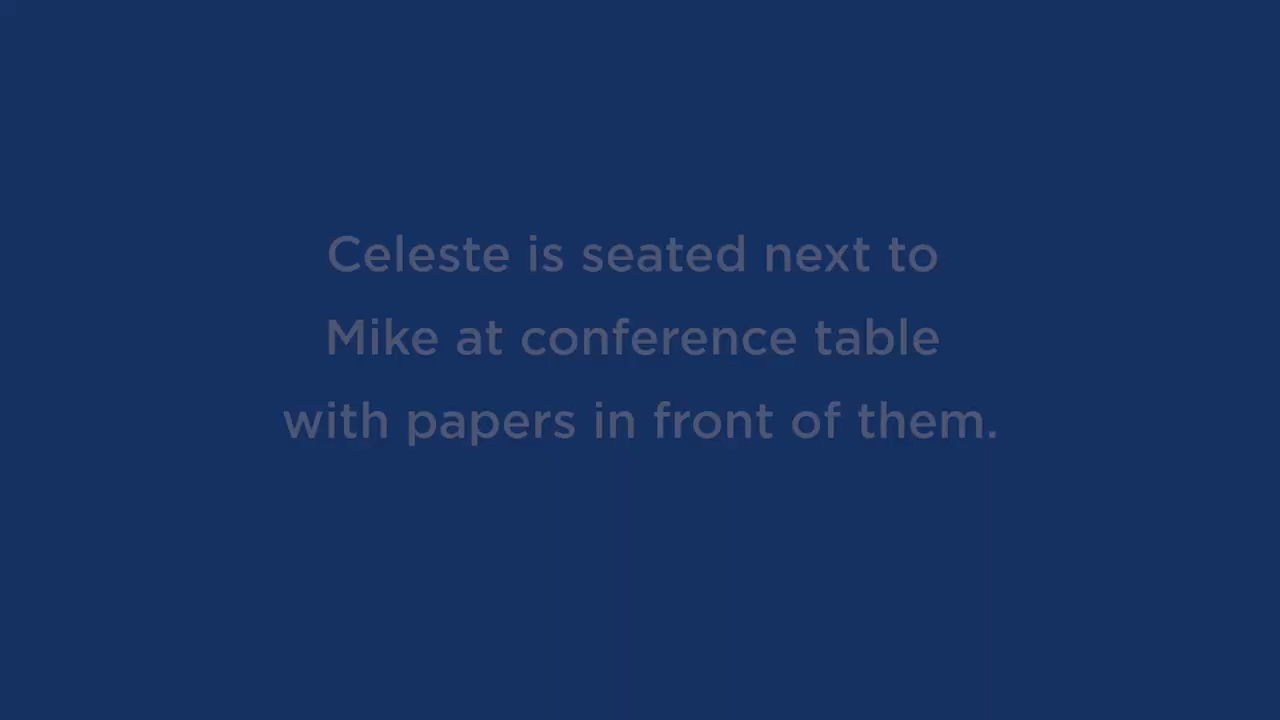 Celeste is seated next to
Mike at conference table
with papers in front of them.